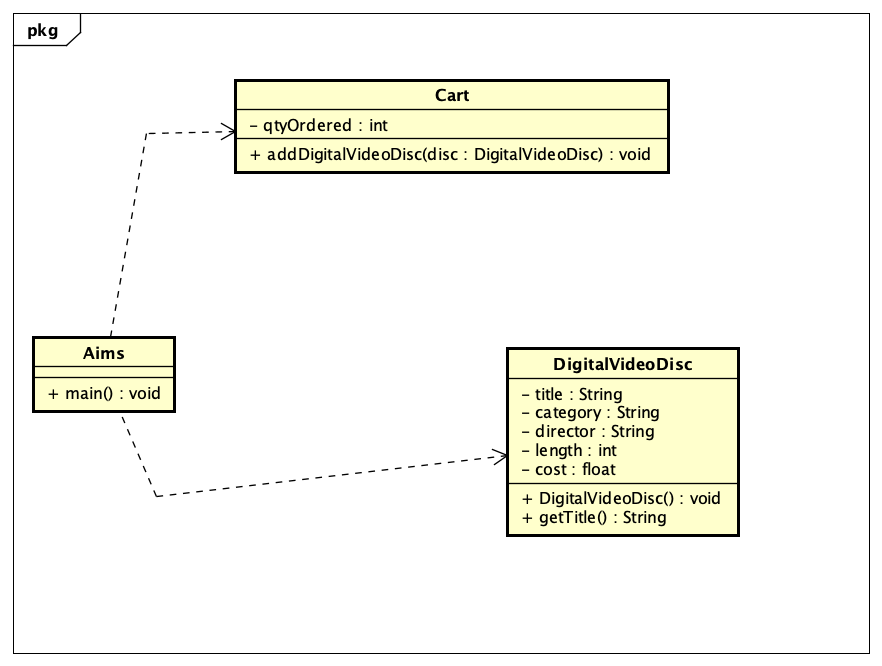 pkg
Cart
- qtyOrdered : int
+ addDigitalVideoDisc(disc : DigitalVideoDisc) : void
Aims
+ main() : void
DigitalVideoDisc
- title : String
- category : String
- director : String
- length : int
- cost : float
+ DigitalVideoDisc() : void
+ getTitle() : String